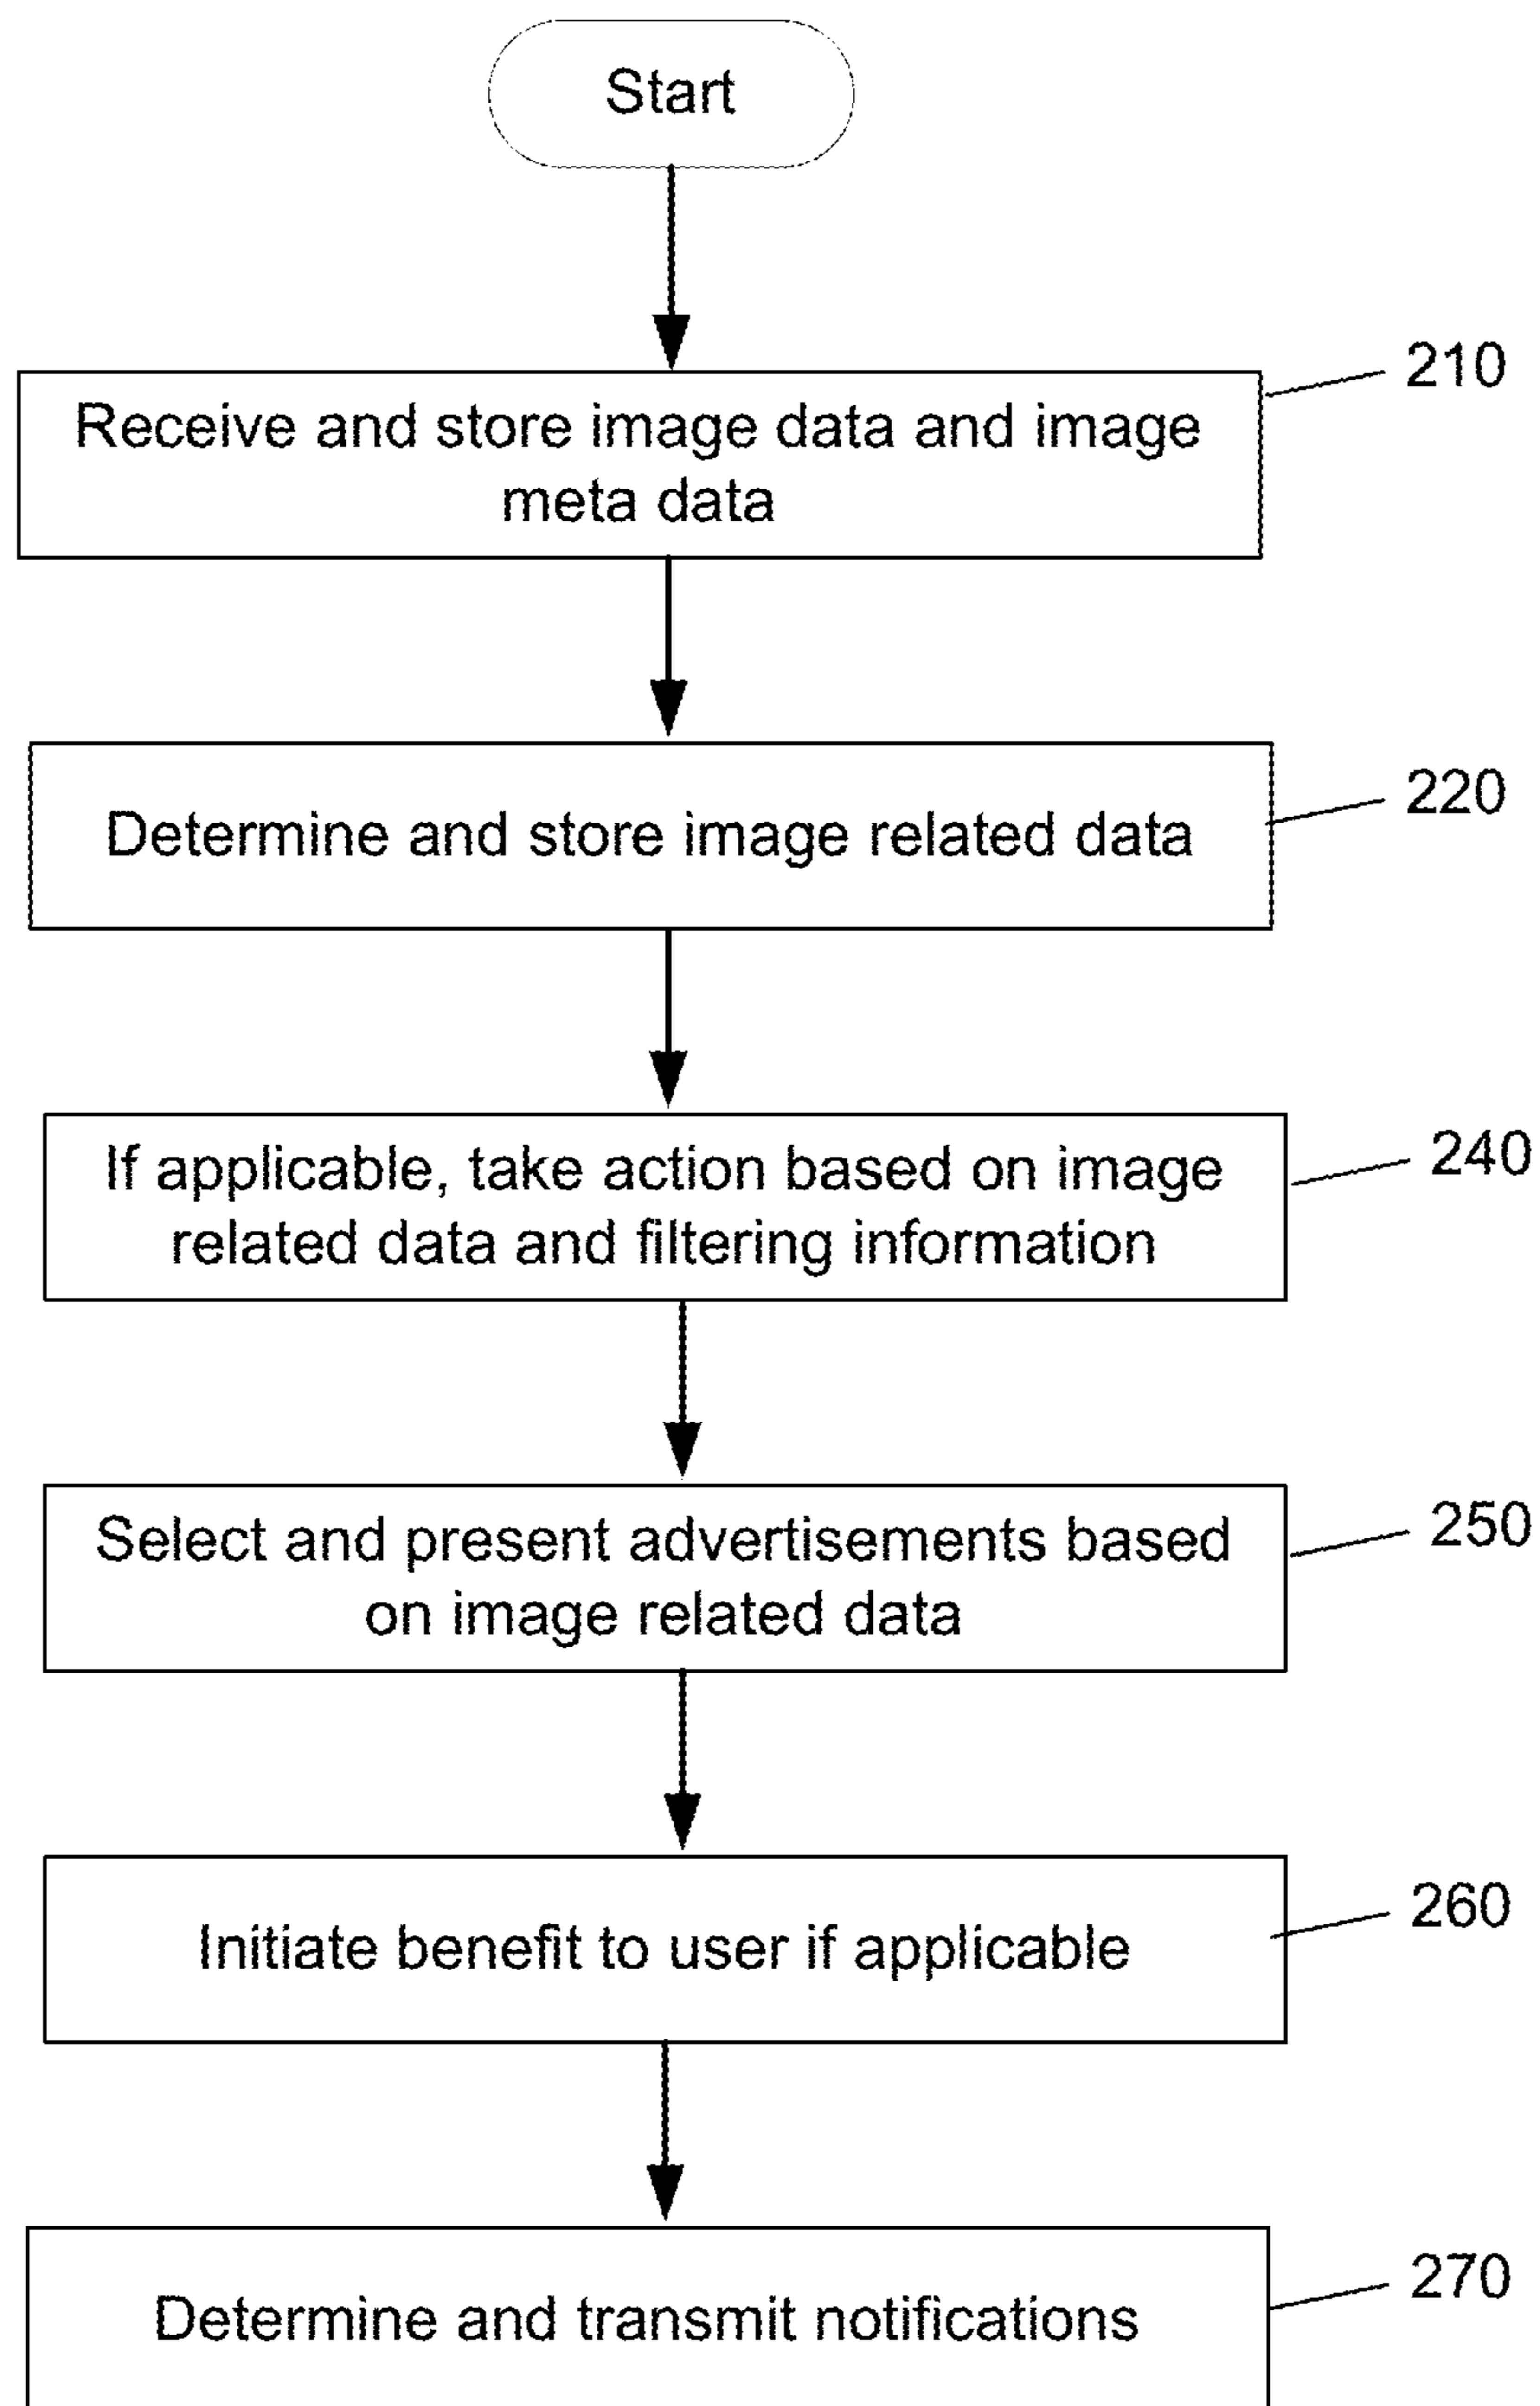 Start
210
Receive and store image data and image
meta data
220
Determine and store image related data
240
If applicable, take action based on image
related data and filtering information
250
Select and present advertisements based
on image related data
260
Initiate benefit to user if applicable
270
Determine and transmit notifications